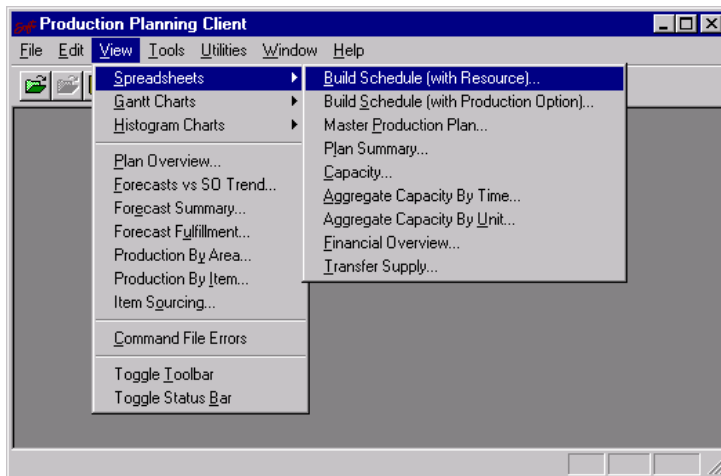 Production Planning Client
File Edit View Tools Utilities Window Help
Spreadsheets
Gantt Charts
Histogram Charts
Plan Overview...
Forecasts vs SO Trend...
Forecast Summary...
Forecast Fulfillment...
Production By Area...
Production By Item...
Item Sourcing...
Command File Errors
Toggle Toolbar
Toggle Status Bar
Build Schedule (with Resource)...
Build Schedule (with Production Option)...
Master Production Plan...
Plan Summary...
Capacity...
Aggregate Capacity By Time...
Aggregate Capacity By Unit...
Financial Overview...
Transfer Supply...